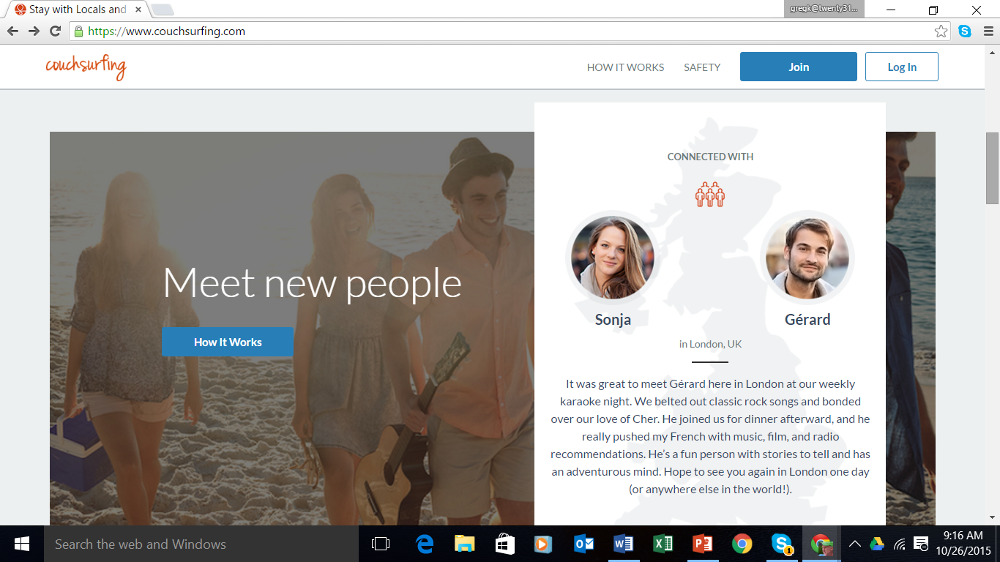 Stay with Locals and
gregk@twenty31...
https://www.couchsurfing.com
couchsurfing
HOW IT WORKS
SAFETY
Join
Log In
Meet new people
How It Works
CONNECTED WITH
Sonja
Gérard
in London, UK
It was great to meet Gérard here in London at our weekly
karaoke night. We belted out classic rock songs and bonded
over our love of Cher. He joined us for dinner afterward, and he
really pushed my French with music, film, and radio
recommendations. He’s a fun person with stories to tell and has
an adventurous mind. Hope to see you again in London one day
(or anywhere else in the world!).
Search the web and Windows
1
9:16 AM
10/26/2015